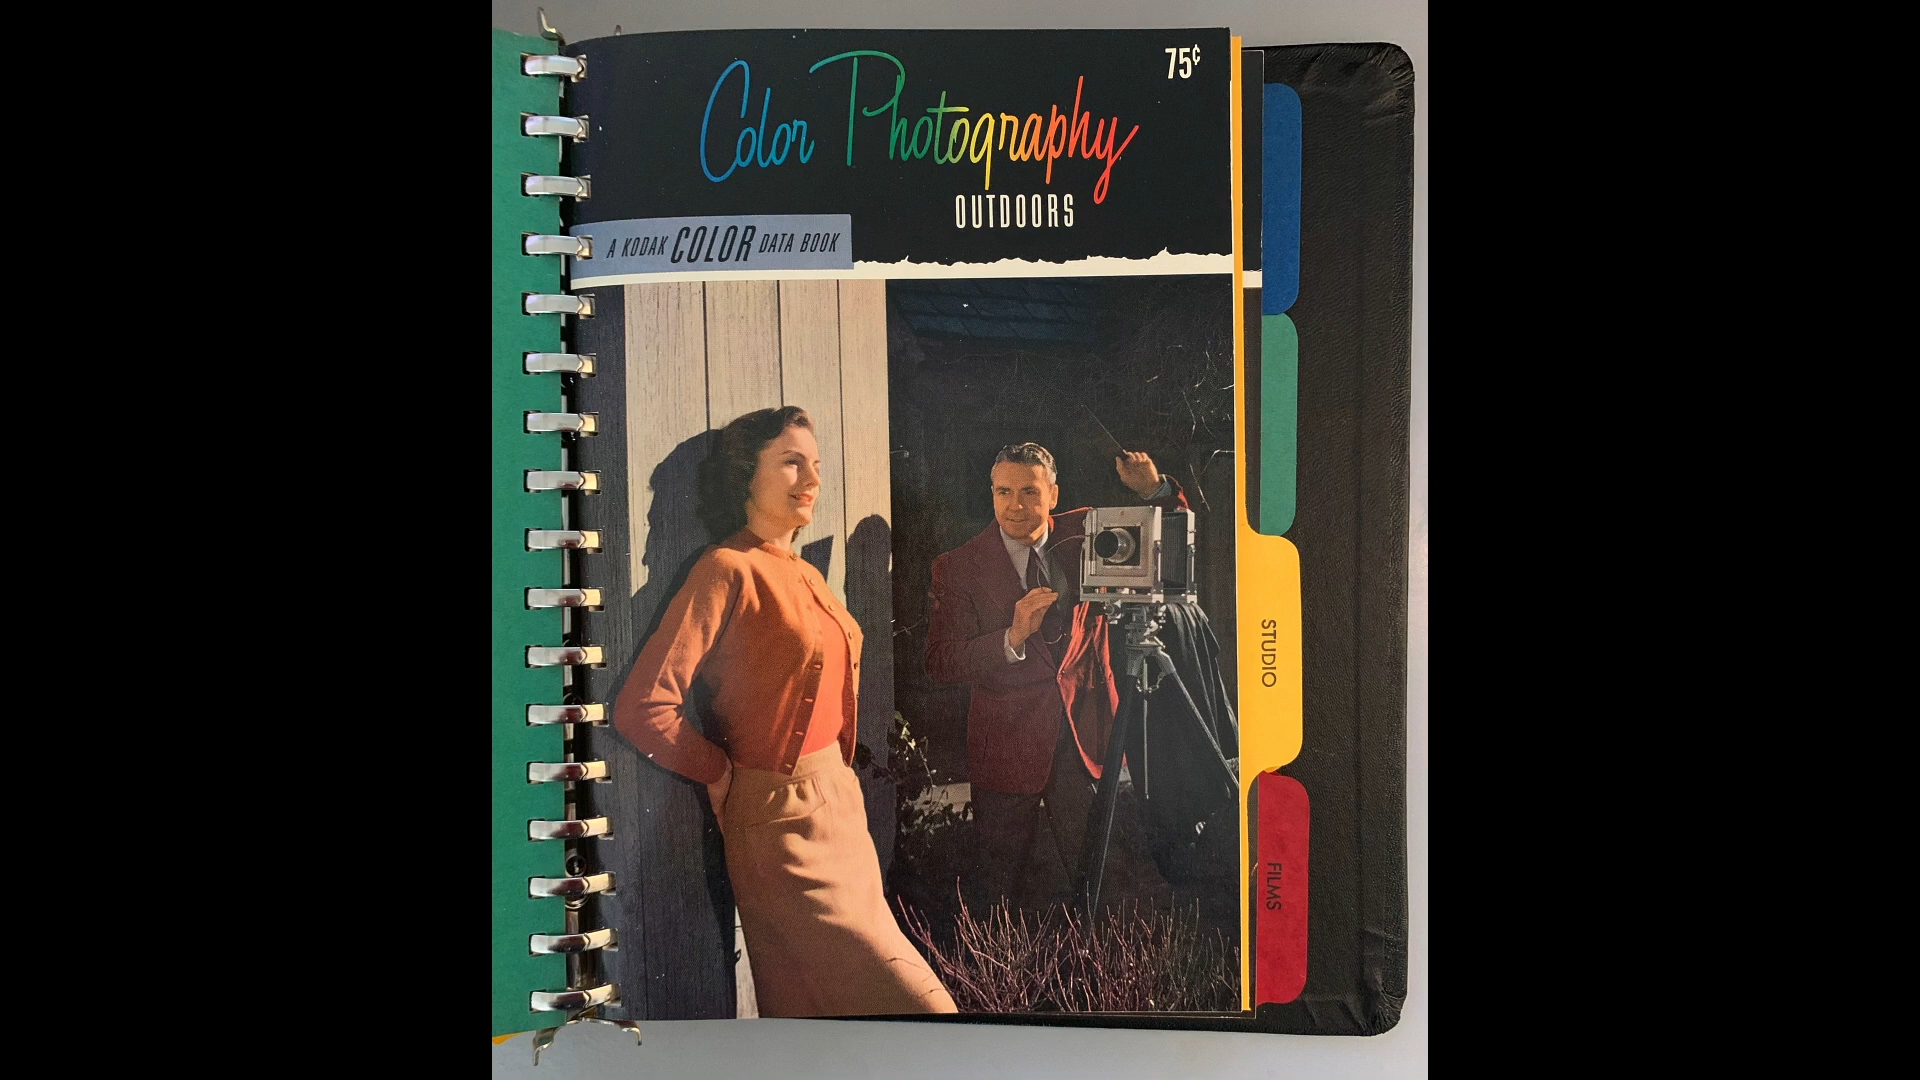 75¢
Color Photography
OUTDOORS
A KODAK COLOR DATA BOOK
STUDIO
FILMS